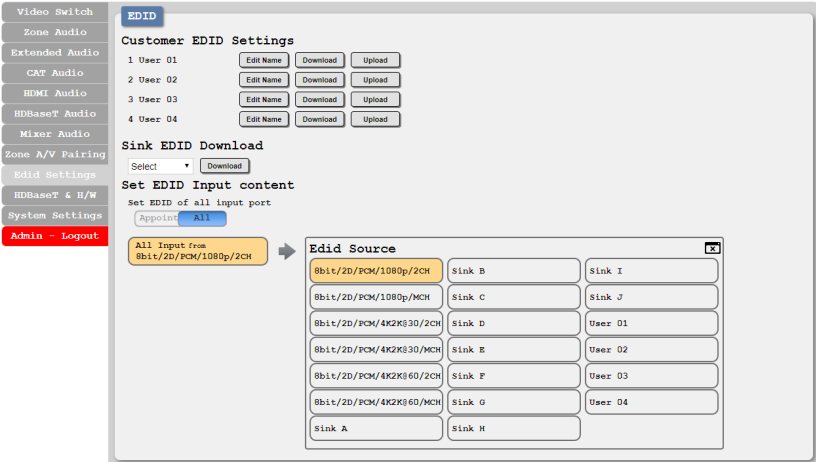 Video Switch
Zone Audio
Extended Audio
CAT Audio
HDMI Audio
HDBaseT Audio
Mixer Audio
Zone A/V Pairing
Edid Settings
HDBaseT & H/W
System Settings
Admin - Logout
EDID
Customer EDID Settings
1 User 01 Edit Name Download Upload
2 User 02 Edit Name Download Upload
3 User 03 Edit Name Download Upload
4 User 04 Edit Name Download Upload
Sink EDID Download
Select Download
Set EDID Input content
Set EDID of all input port
Appoint All
All Input from
8bit/2D/PCM/1080p/2CH
Edid Source
8bit/2D/PCM/1080p/2CH Sink B Sink I
8bit/2D/PCM/1080p/MCH Sink C Sink J
8bit/2D/PCM/4K2K@30/2CH Sink D User 01
8bit/2D/PCM/4K2K@30/MCH Sink E User 02
8bit/2D/PCM/4K2K@60/2CH Sink F User 03
8bit/2D/PCM/4K2K@60/MCH Sink G User 04
Sink A Sink H